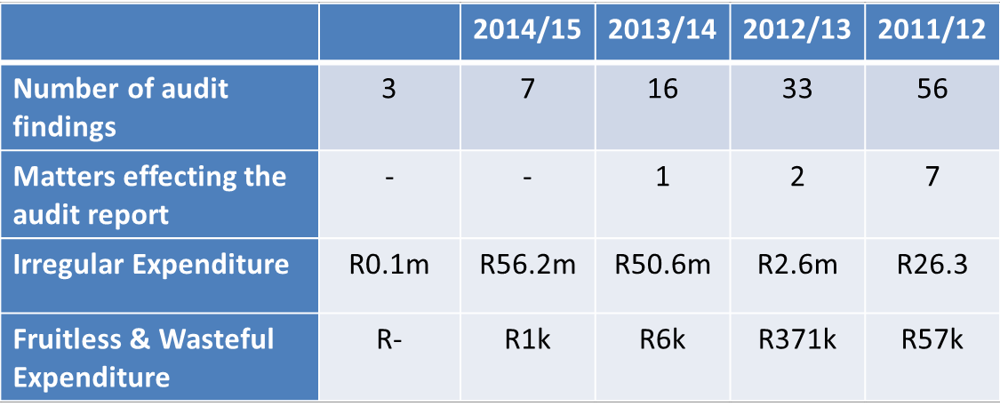 2014/15 2013/14 2012/13 2011/12
Number of audit findings 3 7 16 33 56
Matters effecting the audit report - - 1 2 7
Irregular Expenditure R0.1m R56.2m R50.6m R2.6m R26.3
Fruitless & Wasteful Expenditure R- R1k R6k R371k R57k